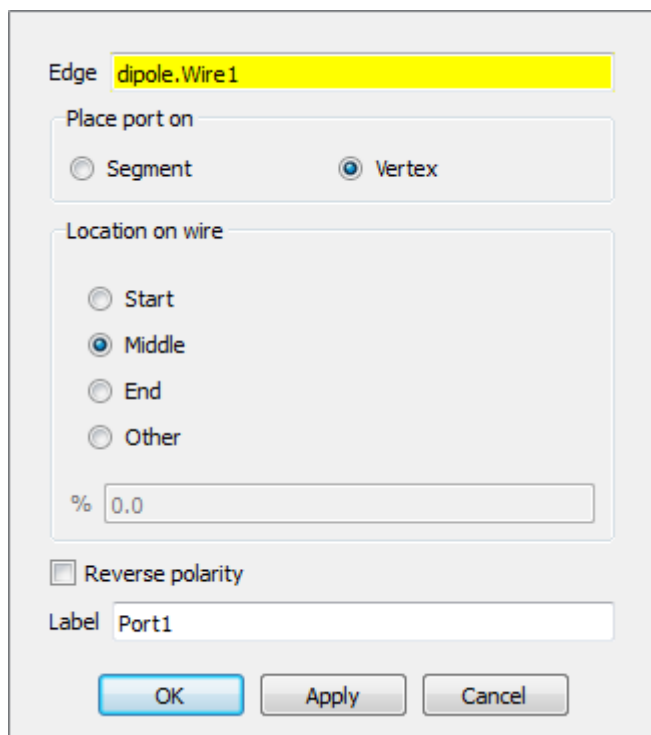 Edge dipole.Wire1
Place port on
Segment Vertex
Location on wire
Start
Middle
End
Other
% 0.0
Reverse polarity
Label Port1
OK Apply Cancel